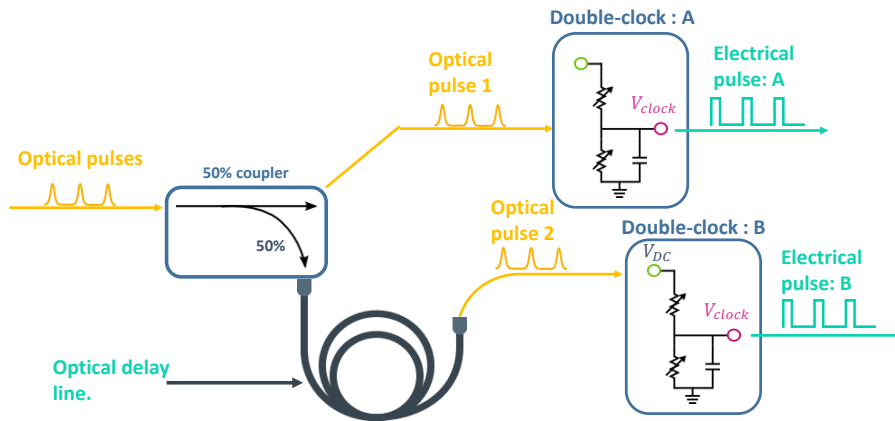 Double-clock : A
Optical
pulse 1
Electrical
pulse: A
V_clock
Optical pulses
50% coupler
50%
Optical
pulse 2
Double-clock : B
V_DC
Electrical
pulse: B
V_clock
Optical delay
line.